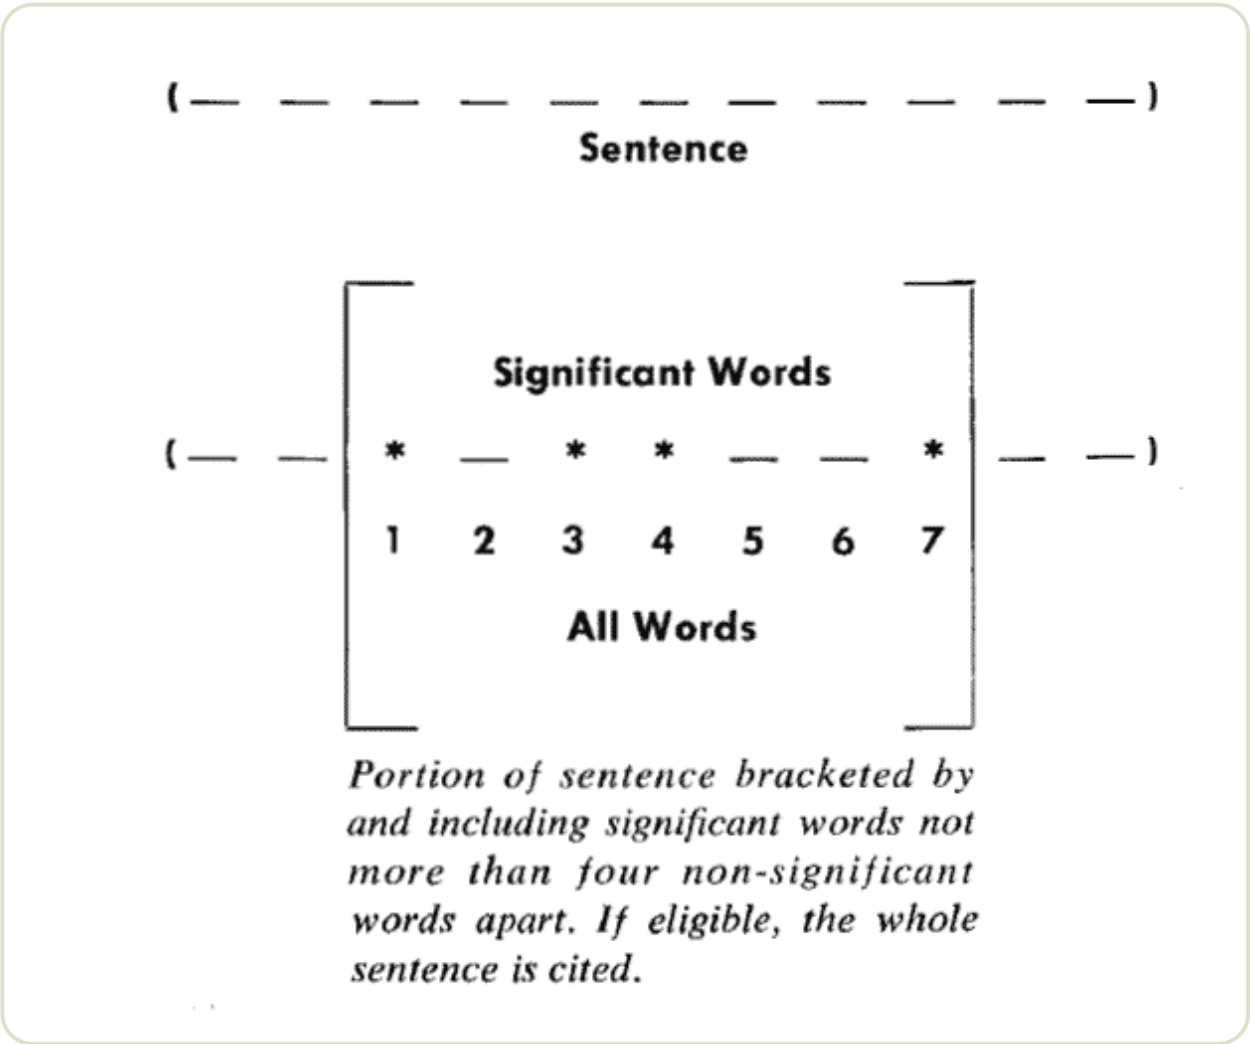 ( — — — — — — — — — — — )
Sentence
Significant Words
( — — * — * * — — * — — )
1 2 3 4 5 6 7
All Words
Portion of sentence bracketed by
and including significant words not
more than four non-significant
words apart. If eligible, the whole
sentence is cited.